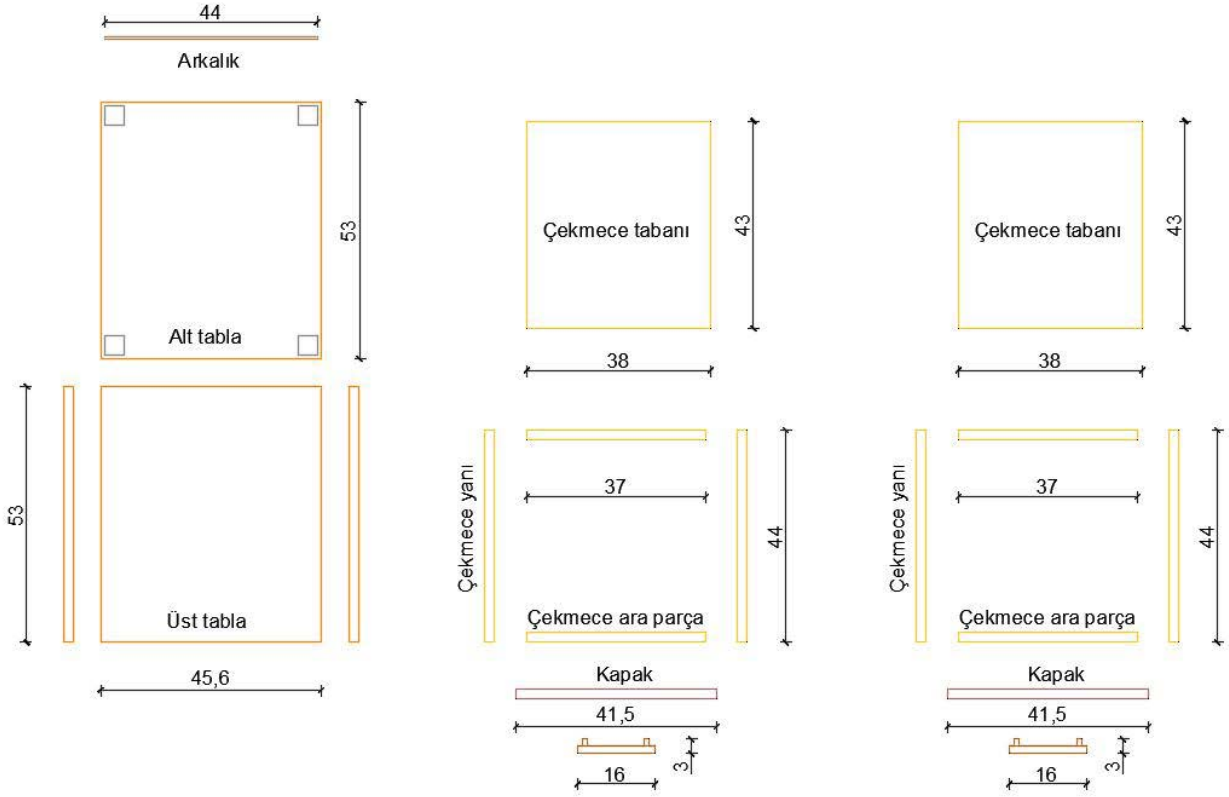 44
Arkalık
53
Alt tabla
53
Üst tabla
45,6
Çekmece tabanı
43
38
Çekmece yanı
37
44
Çekmece ara parça
Kapak
41,5
3
16
Çekmece tabanı
43
38
Çekmece yanı
37
44
Çekmece ara parça
Kapak
41,5
3
16